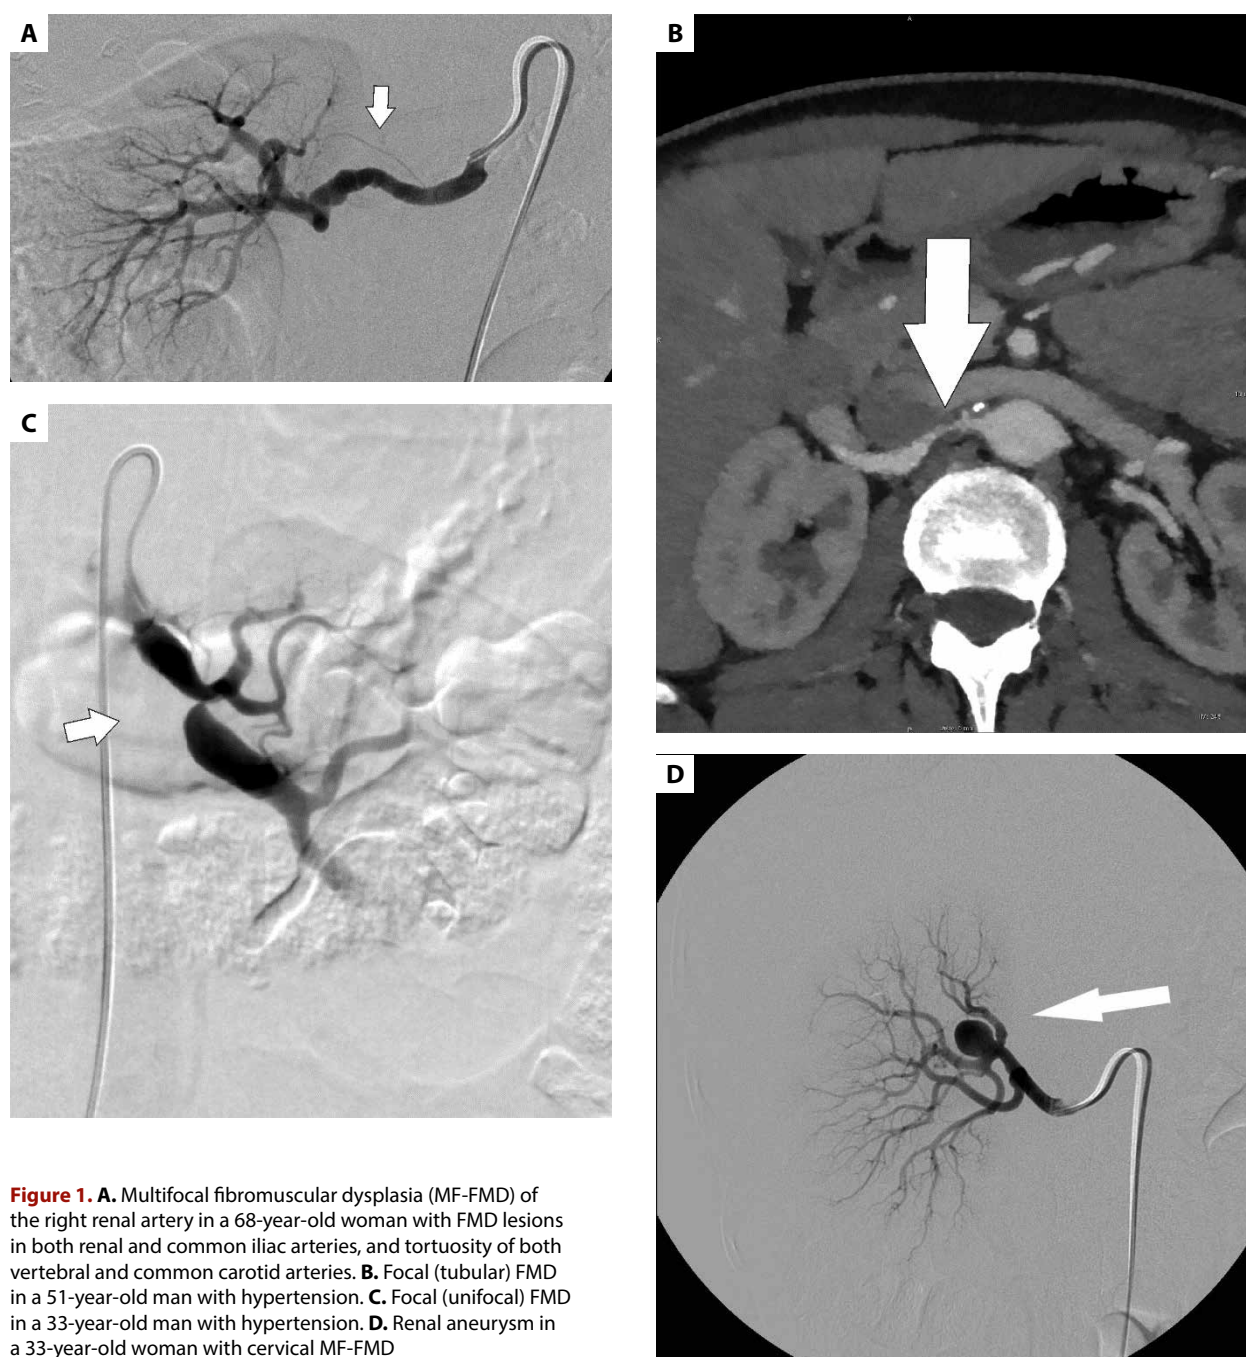 A
B
C
D
Figure 1. A. Multifocal fibromuscular dysplasia (MF-FMD) of
the right renal artery in a 68-year-old woman with FMD lesions
in both renal and common iliac arteries, and tortuosity of both
vertebral and common carotid arteries. B. Focal (tubular) FMD
in a 51-year-old man with hypertension. C. Focal (unifocal) FMD
in a 33-year-old man with hypertension. D. Renal aneurysm in
a 33-year-old woman with cervical MF-FMD